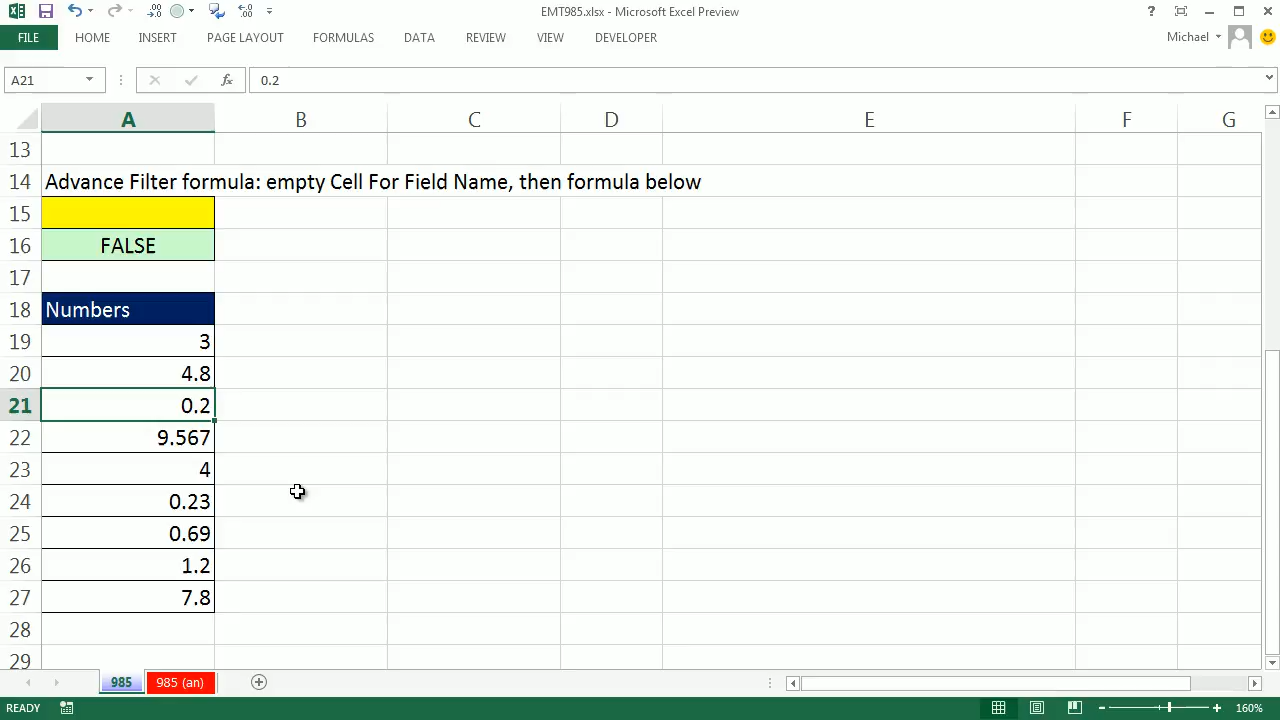 EMT985.xlsx - Microsoft Excel Preview
FILE HOME INSERT PAGE LAYOUT FORMULAS DATA REVIEW VIEW DEVELOPER Michael
A21 fx 0.2
A B C D E F G
13
14 Advance Filter formula: empty Cell For Field Name, then formula below
15
16 FALSE
17
18 Numbers
19 3
20 4.8
21 0.2
22 9.567
23 4
24 0.23
25 0.69
26 1.2
27 7.8
28
29
985 985 (an)
READY 160%